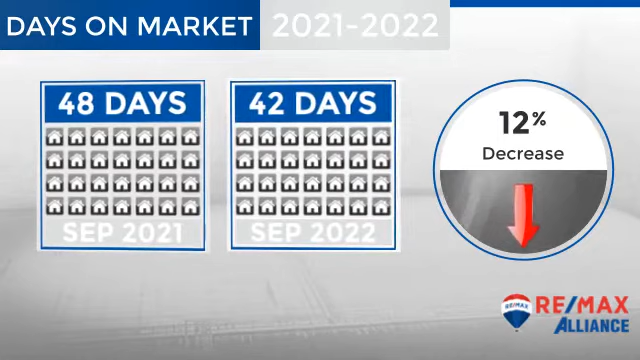 DAYS ON MARKET 2021-2022
48 DAYS
SEP 2021
42 DAYS
SEP 2022
12%
Decrease
RE/MAX
RE/MAX
ALLIANCE